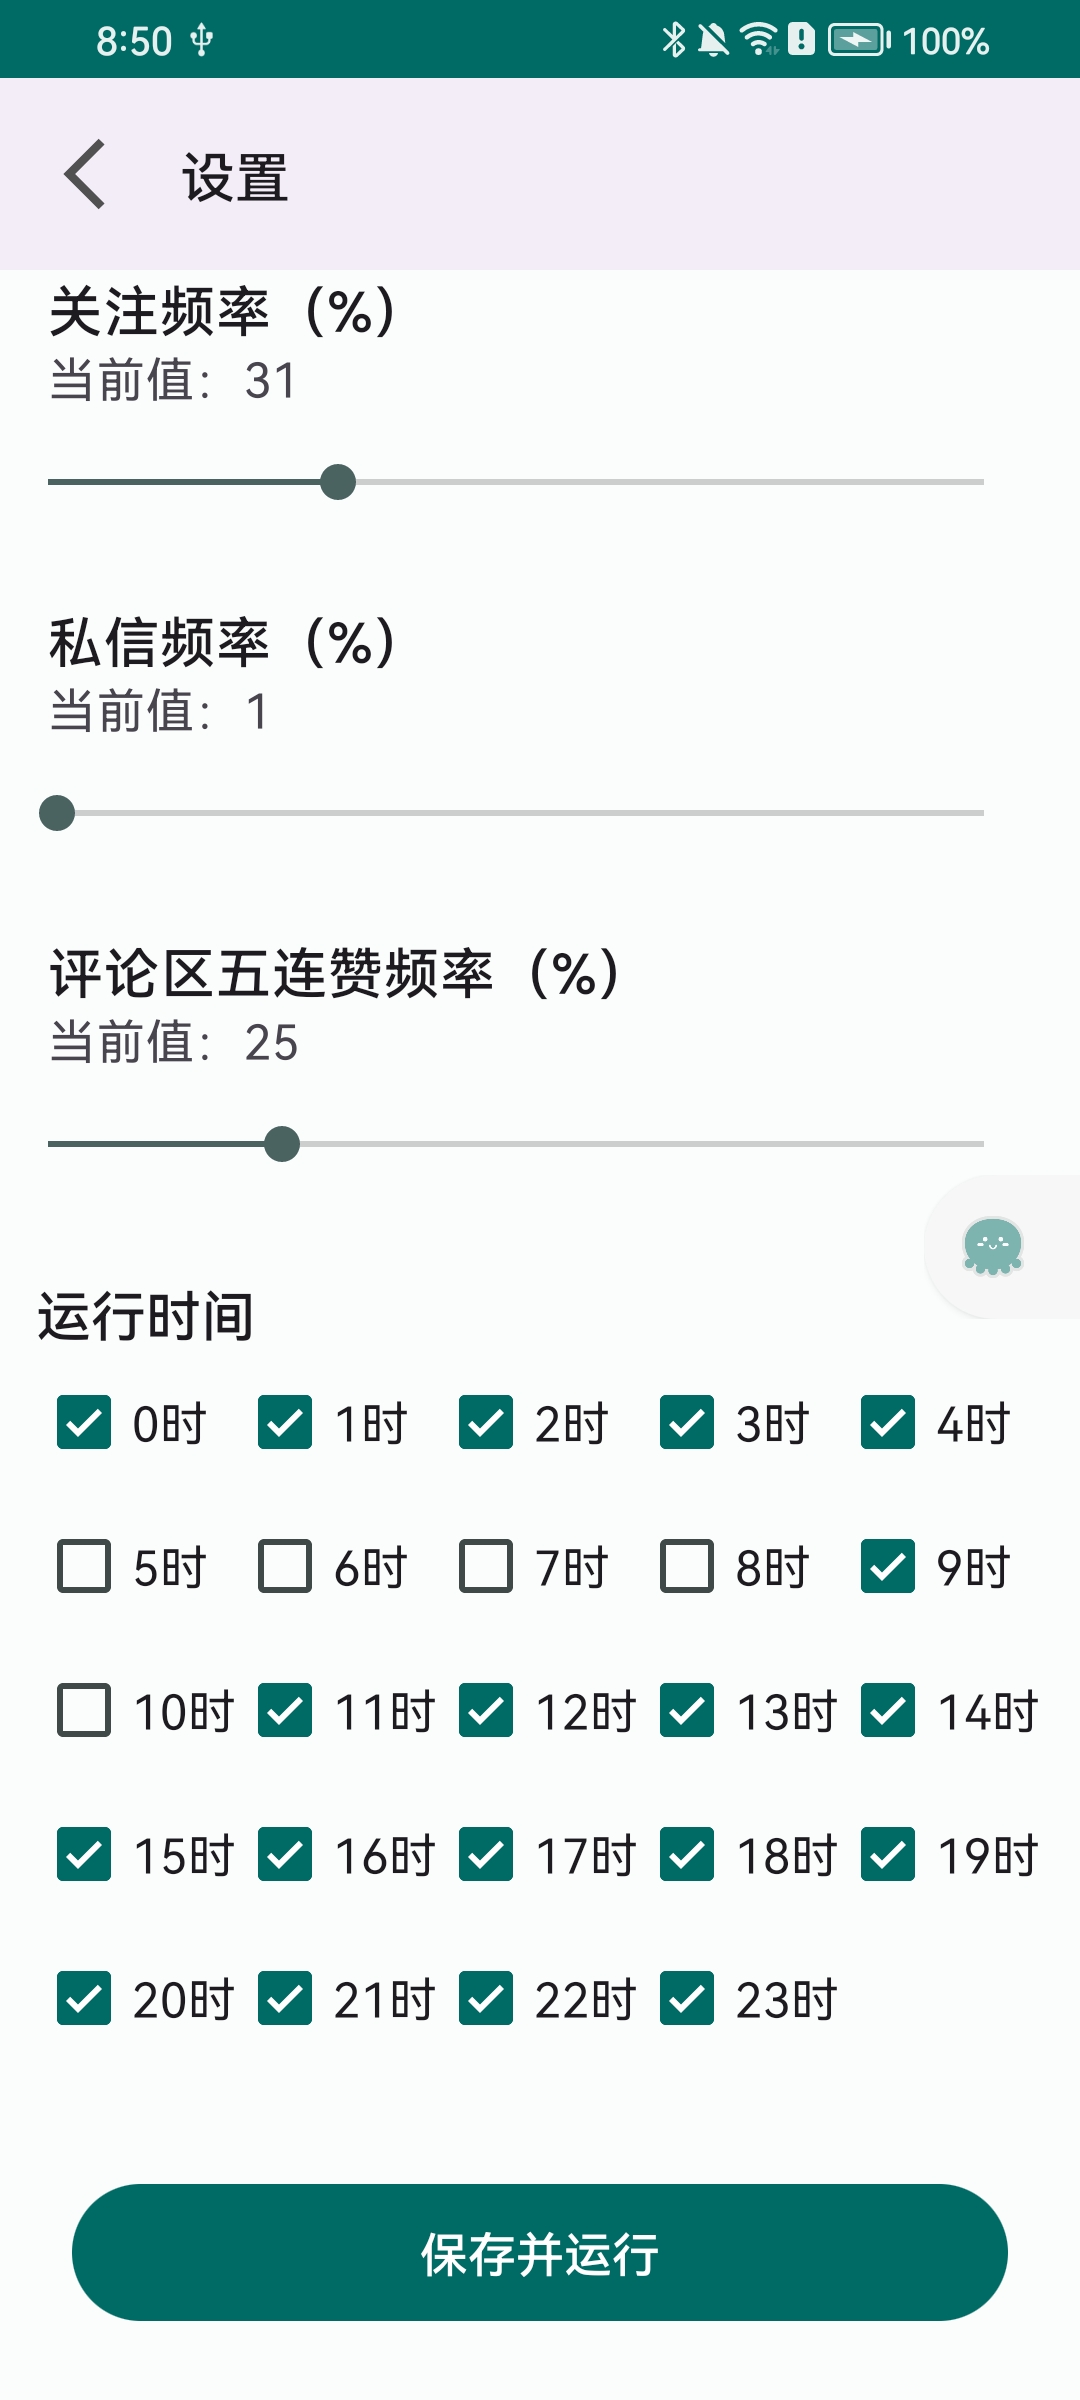 8:50 100%
设置
关注频率（%）
当前值：31
私信频率（%）
当前值：1
评论区五连赞频率（%）
当前值：25
运行时间
0时 1时 2时 3时 4时
5时 6时 7时 8时 9时
10时 11时 12时 13时 14时
15时 16时 17时 18时 19时
20时 21时 22时 23时
保存并运行